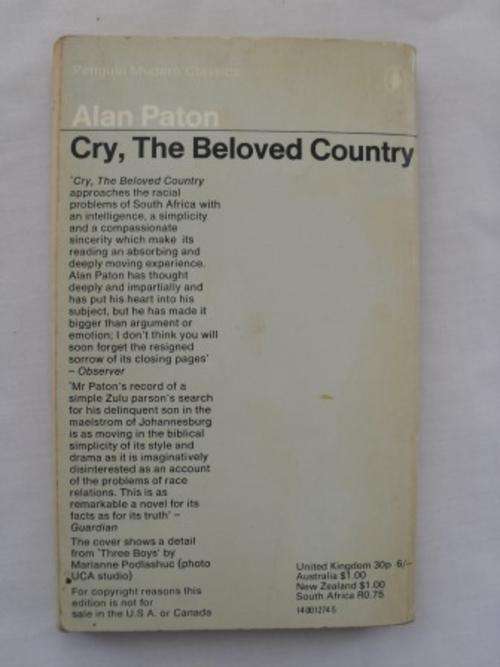 Penguin Modern Classics
Alan Paton
Cry, The Beloved Country
'Cry, The Beloved Country
approaches the racial
problems of South Africa with
an intelligence, a simplicity
and a compassionate
sincerity which make its
reading an absorbing and
deeply moving experience.
Alan Paton has thought
deeply and impartially and
has put his heart into his
subject, but he has made it
bigger than argument or
emotion; I don't think you will
soon forget the resigned
sorrow of its closing pages'
– Observer
'Mr Paton's record of a
simple Zulu parson's search
for his delinquent son in the
maelstrom of Johannesburg
is as moving in the biblical
simplicity of its style and
drama as it is imaginatively
disinterested as an account
of the problems of race
relations. This is as
remarkable a novel for its
facts as for its truth' –
Guardian
The cover shows a detail
from 'Three Boys' by
Marianne Podlashuc (photo
UCA studio)
For copyright reasons this
edition is not for
sale in the U.S.A. or Canada
United Kingdom 30p 6/–
Australia $1.00
New Zealand $1.00
South Africa R0.75
14 001274 5